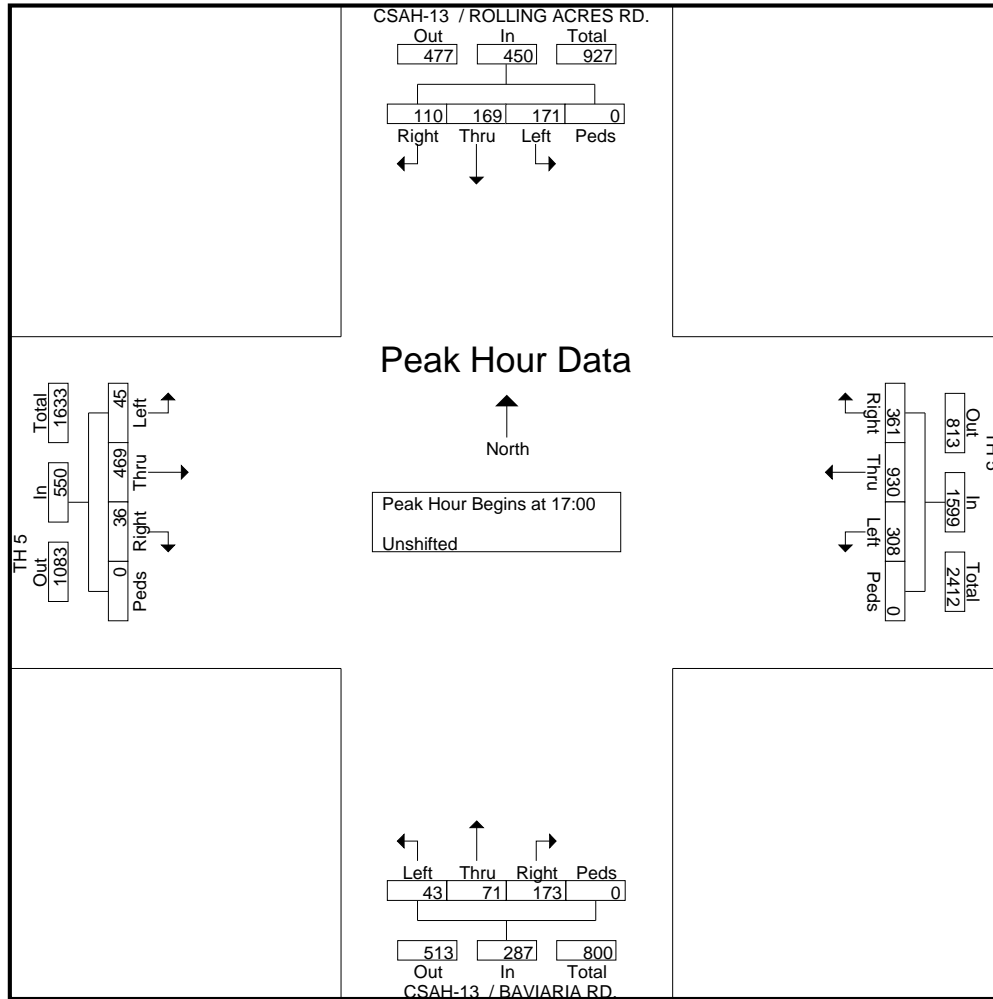 CSAH-13 / ROLLING ACRES RD.
Out In Total
477 450 927
110 169 171 0
Right Thru Left Peds
Peak Hour Data
North
Peak Hour Begins at 17:00
Unshifted
TH 5
Out In Total
1083 550 1633
Left Thru Right Peds
45 469 36 0
TH 5
Out In Total
813 1599 2412
Right Thru Left Peds
361 930 308 0
Left Thru Right Peds
43 71 173 0
513 287 800
Out In Total
CSAH-13 / BAVIARIA RD.